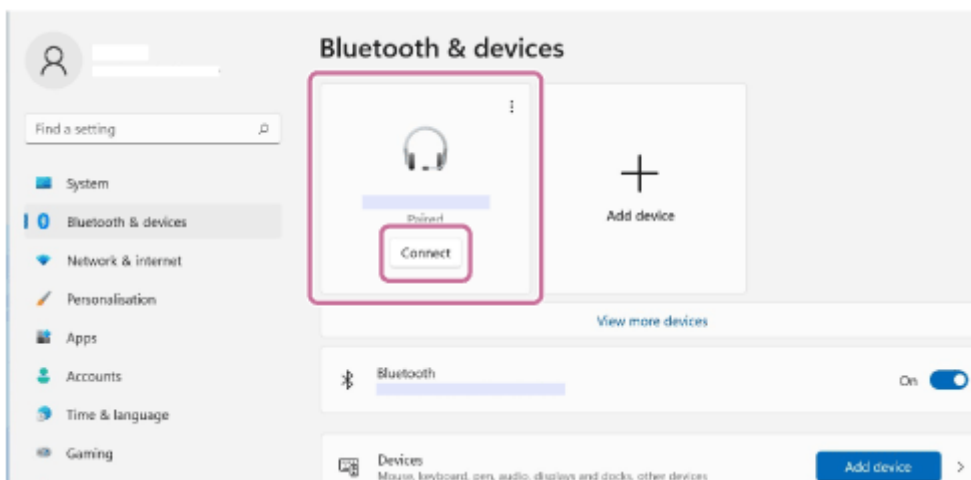 Bluetooth & devices
Find a setting
System
Bluetooth & devices
Network & internet
Personalisation
Apps
Accounts
Time & language
Gaming
Paired
Connect
Add device
View more devices
Bluetooth
On
Devices
Mouse, keyboard, pen, audio, displays and docks, other devices
Add device